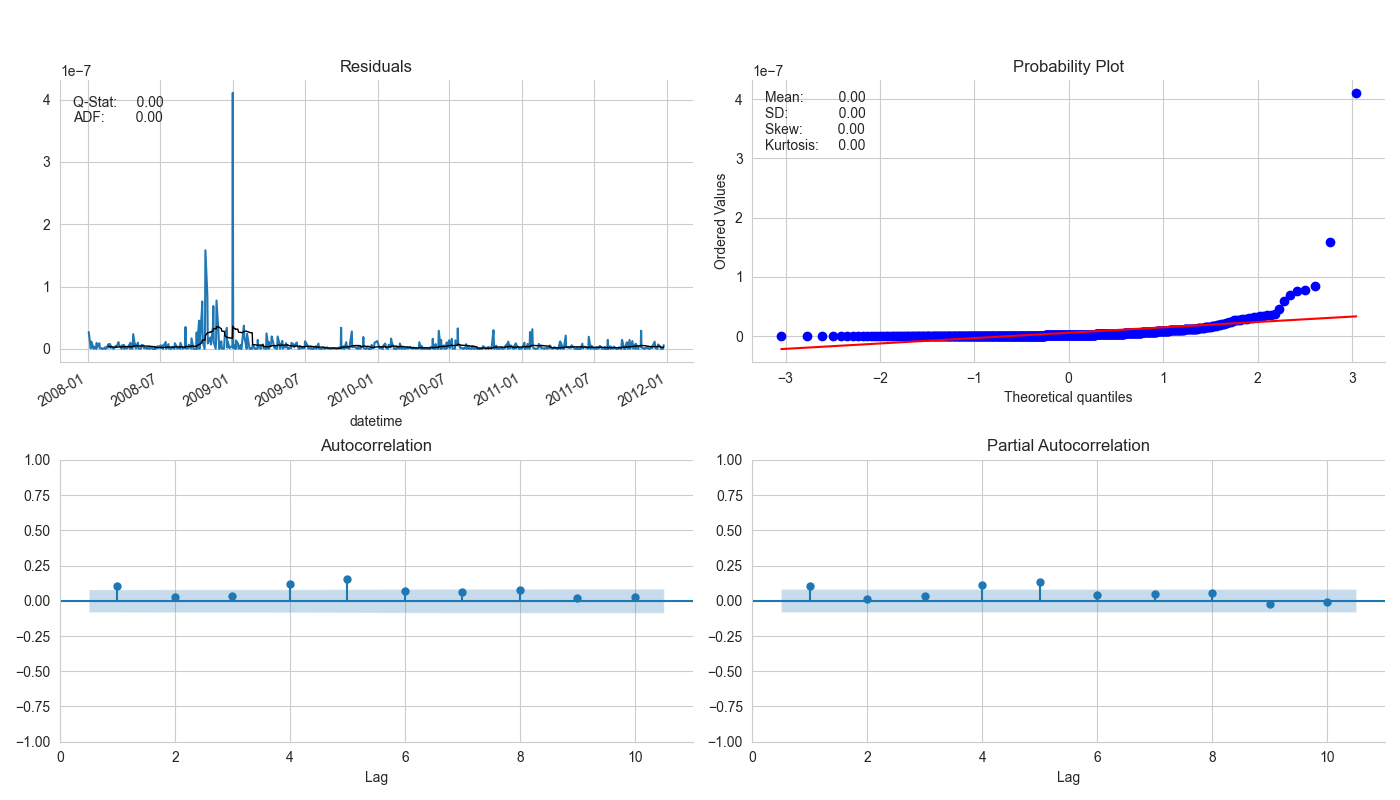 Residuals
1e−7
Q-Stat: 0.00
ADF: 0.00
4
3
2
1
0
2008-01
2008-07
2009-01
2009-07
2010-01
2010-07
2011-01
2011-07
2012-01
datetime
Probability Plot
1e−7
Mean: 0.00
SD: 0.00
Skew: 0.00
Kurtosis: 0.00
Ordered Values
4
3
2
1
0
−3 −2 −1 0 1 2 3
Theoretical quantiles
Autocorrelation
1.00
0.75
0.50
0.25
0.00
−0.25
−0.50
−0.75
−1.00
0 2 4 6 8 10
Lag
Partial Autocorrelation
1.00
0.75
0.50
0.25
0.00
−0.25
−0.50
−0.75
−1.00
0 2 4 6 8 10
Lag